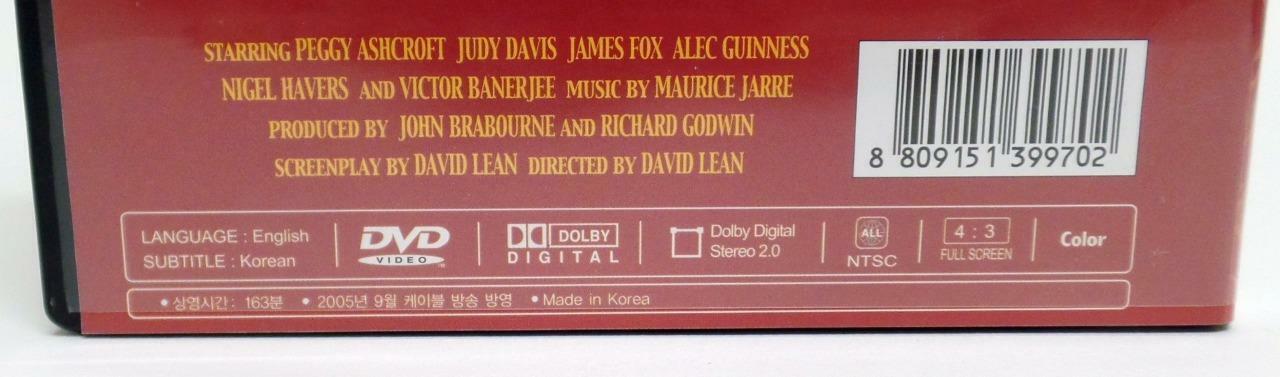 STARRING PEGGY ASHCROFT JUDY DAVIS JAMES FOX ALEC GUINNESS
NIGEL HAVERS AND VICTOR BANERJEE MUSIC BY MAURICE JARRE
PRODUCED BY JOHN BRABOURNE AND RICHARD GODWIN
SCREENPLAY BY DAVID LEAN DIRECTED BY DAVID LEAN
8 809151 399702
LANGUAGE : English
SUBTITLE : Korean
DVD
VIDEO
DOLBY
DIGITAL
Dolby Digital
Stereo 2.0
ALL
NTSC
4 : 3
FULL SCREEN
Color
• 상영시간 : 163분 • 2005년 9월 케이블 방송 방영 • Made in Korea